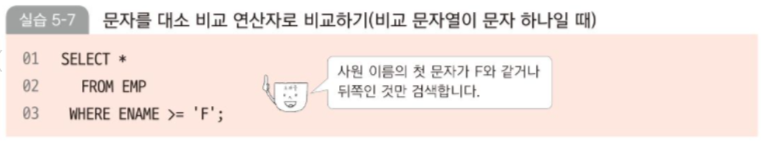 실습 5-7 문자를 대소 비교 연산자로 비교하기(비교 문자열이 문자 하나일 때)
01 SELECT *
02 FROM EMP
03 WHERE ENAME >= 'F';
사원 이름의 첫 문자가 F와 같거나
뒤쪽인 것만 검색합니다.